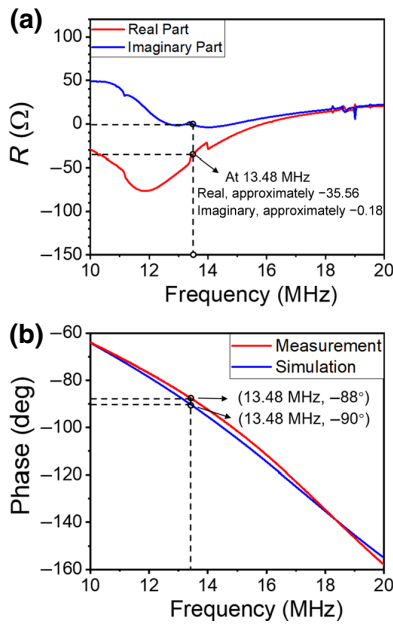 (a)
Real Part
Imaginary Part
R (Ω)
100
50
0
−50
−100
−150
At 13.48 MHz
Real, approximately −35.56
Imaginary, approximately −0.18
10 12 14 16 18 20
Frequency (MHz)
(b)
Measurement
Simulation
Phase (deg)
−60
−80
−100
−120
−140
−160
(13.48 MHz, −88°)
(13.48 MHz, −90°)
10 12 14 16 18 20
Frequency (MHz)